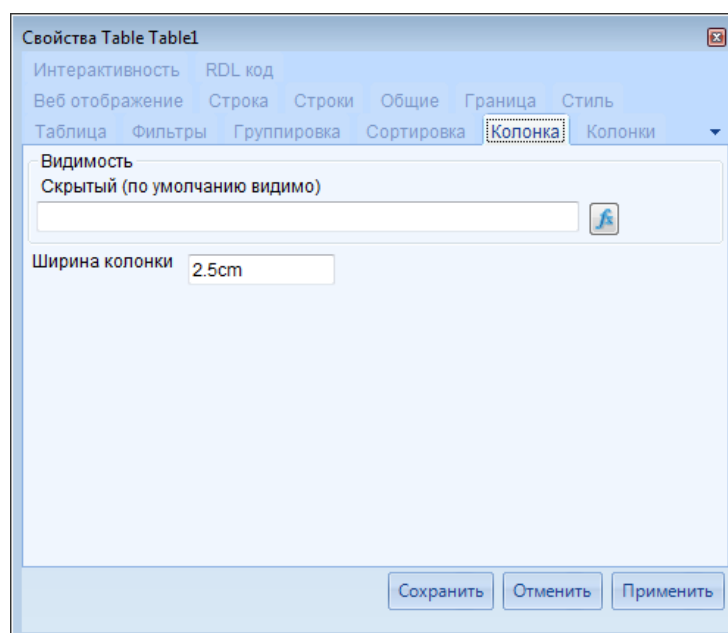 Свойства Table Table1
Интерактивность RDL код
Веб отображение Строка Строки Общие Граница Стиль
Таблица Фильтры Группировка Сортировка Колонка Колонки
Видимость
Скрытый (по умолчанию видимо)
fx
Ширина колонки 2.5cm
Сохранить Отменить Применить